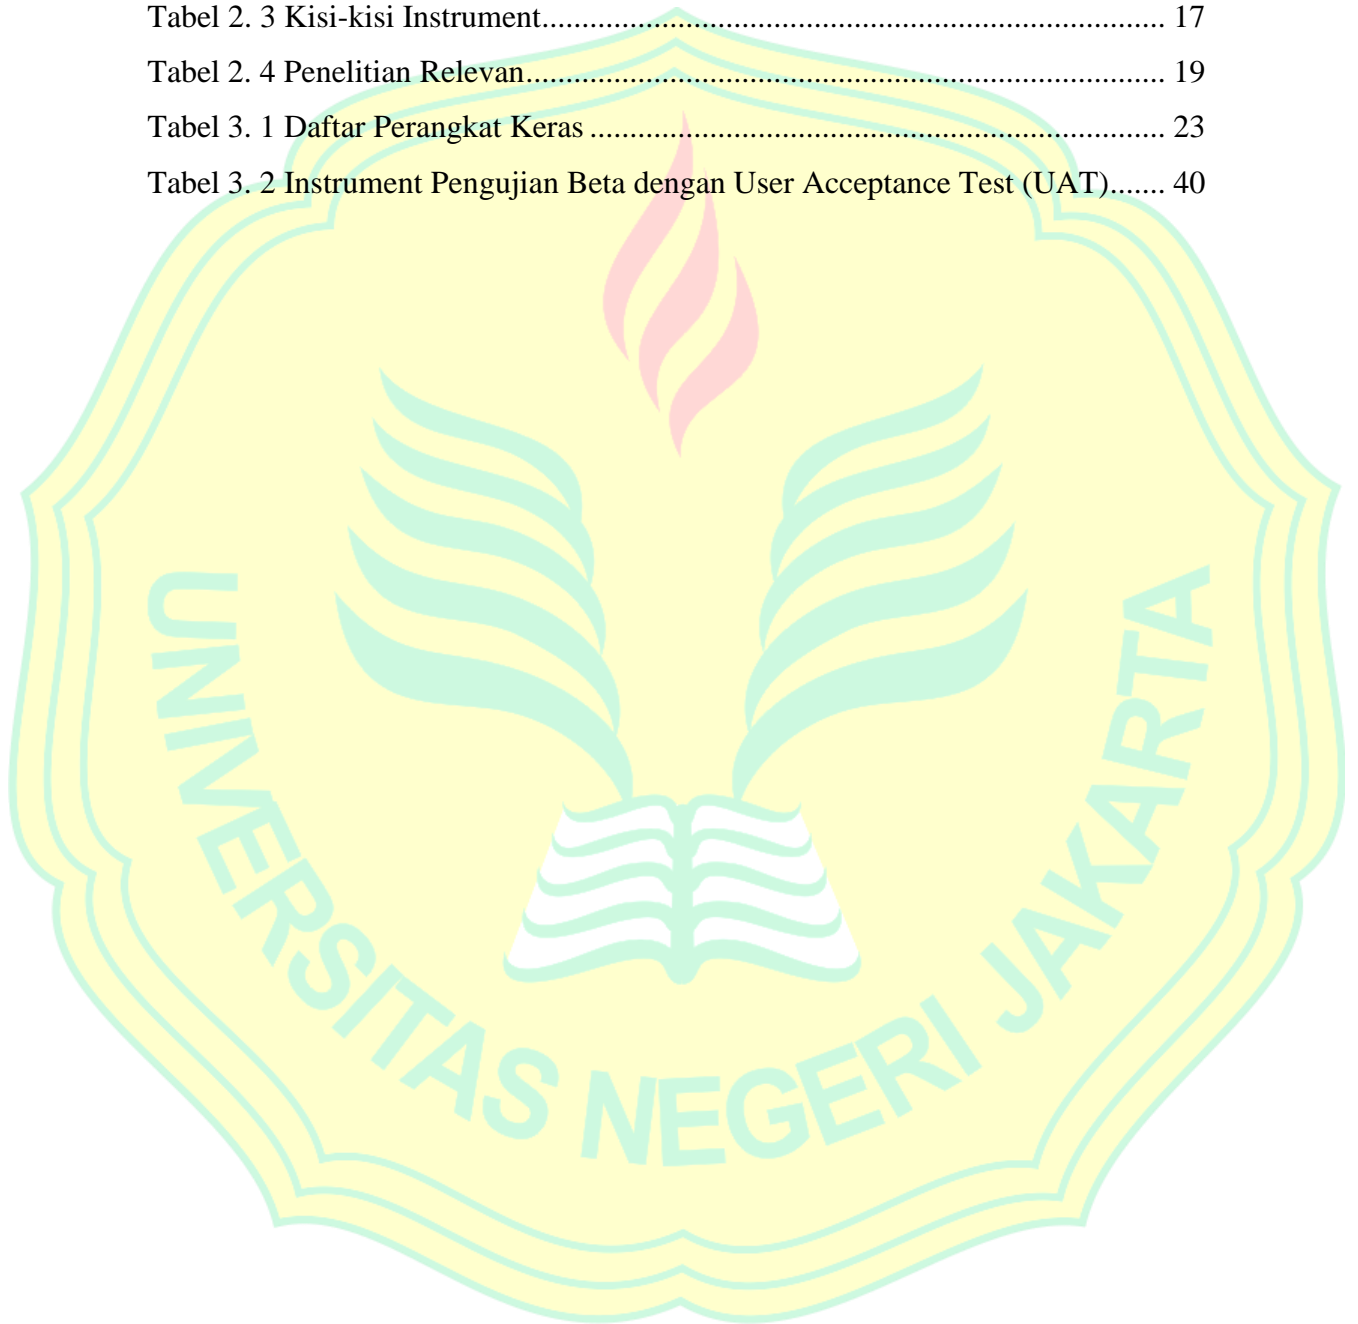 Tabel 2. 3 Kisi-kisi Instrument............................................................................ 17
Tabel 2. 4 Penelitian Relevan.............................................................................. 19
Tabel 3. 1 Daftar Perangkat Keras ...................................................................... 23
Tabel 3. 2 Instrument Pengujian Beta dengan User Acceptance Test (UAT)....... 40
UNIVERSITAS NEGERI JAKARTA